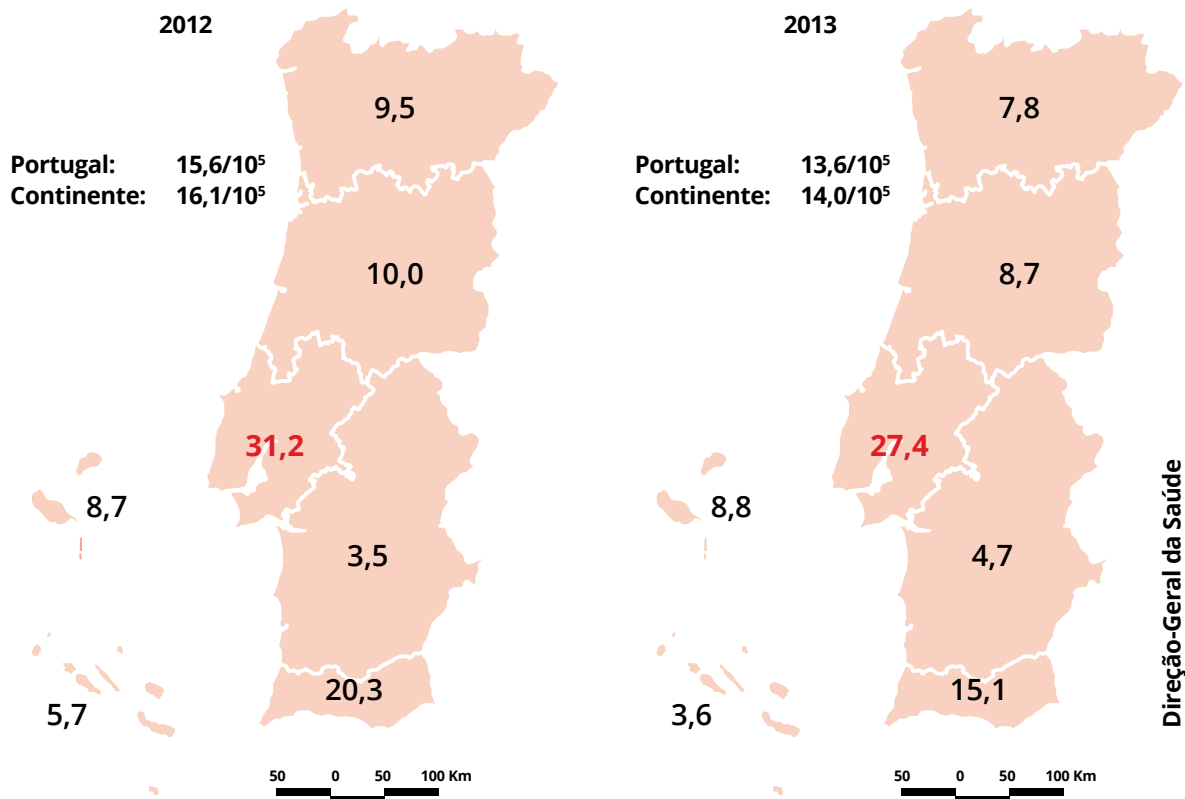 2012
9,5
Portugal: 15,6/10⁵
Continente: 16,1/10⁵
10,0
31,2
8,7
3,5
20,3
5,7
50 0 50 100 Km
2013
7,8
Portugal: 13,6/10⁵
Continente: 14,0/10⁵
8,7
27,4
8,8
4,7
15,1
3,6
50 0 50 100 Km
Direção-Geral da Saúde